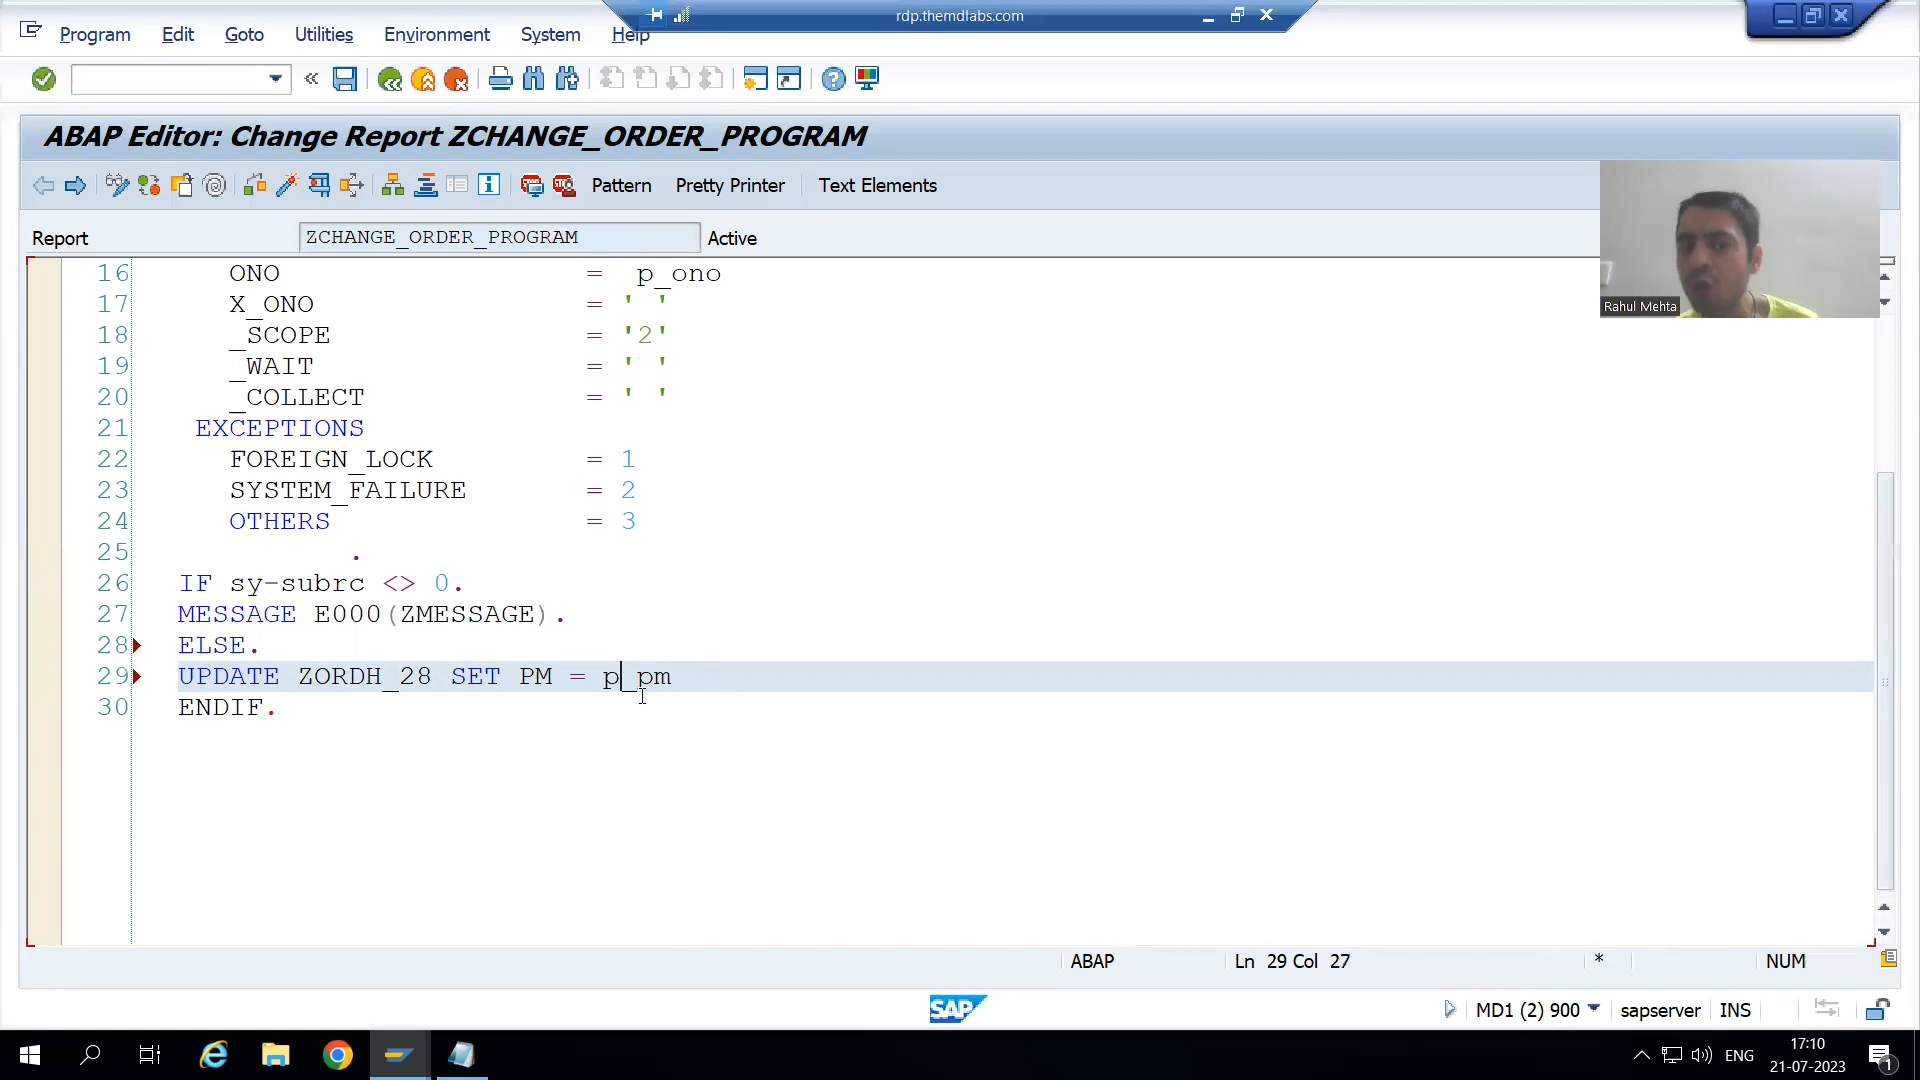 rdp.themdlabs.com
Program Edit Goto Utilities Environment System Help
ABAP Editor: Change Report ZCHANGE_ORDER_PROGRAM
Pattern Pretty Printer Text Elements
Report ZCHANGE_ORDER_PROGRAM Active
Rahul Mehta
16 ONO = p_ono
17 X_ONO = ' '
18 _SCOPE = '2'
19 _WAIT = ' '
20 _COLLECT = ' '
21 EXCEPTIONS
22 FOREIGN_LOCK = 1
23 SYSTEM_FAILURE = 2
24 OTHERS = 3
25 .
26 IF sy-subrc <> 0.
27 MESSAGE E000(ZMESSAGE).
28 ELSE.
29 UPDATE ZORDH_28 SET PM = p_pm
30 ENDIF.
ABAP Ln 29 Col 27 * NUM
SAP MD1 (2) 900 sapserver INS
ENG 17:10
21-07-2023
1